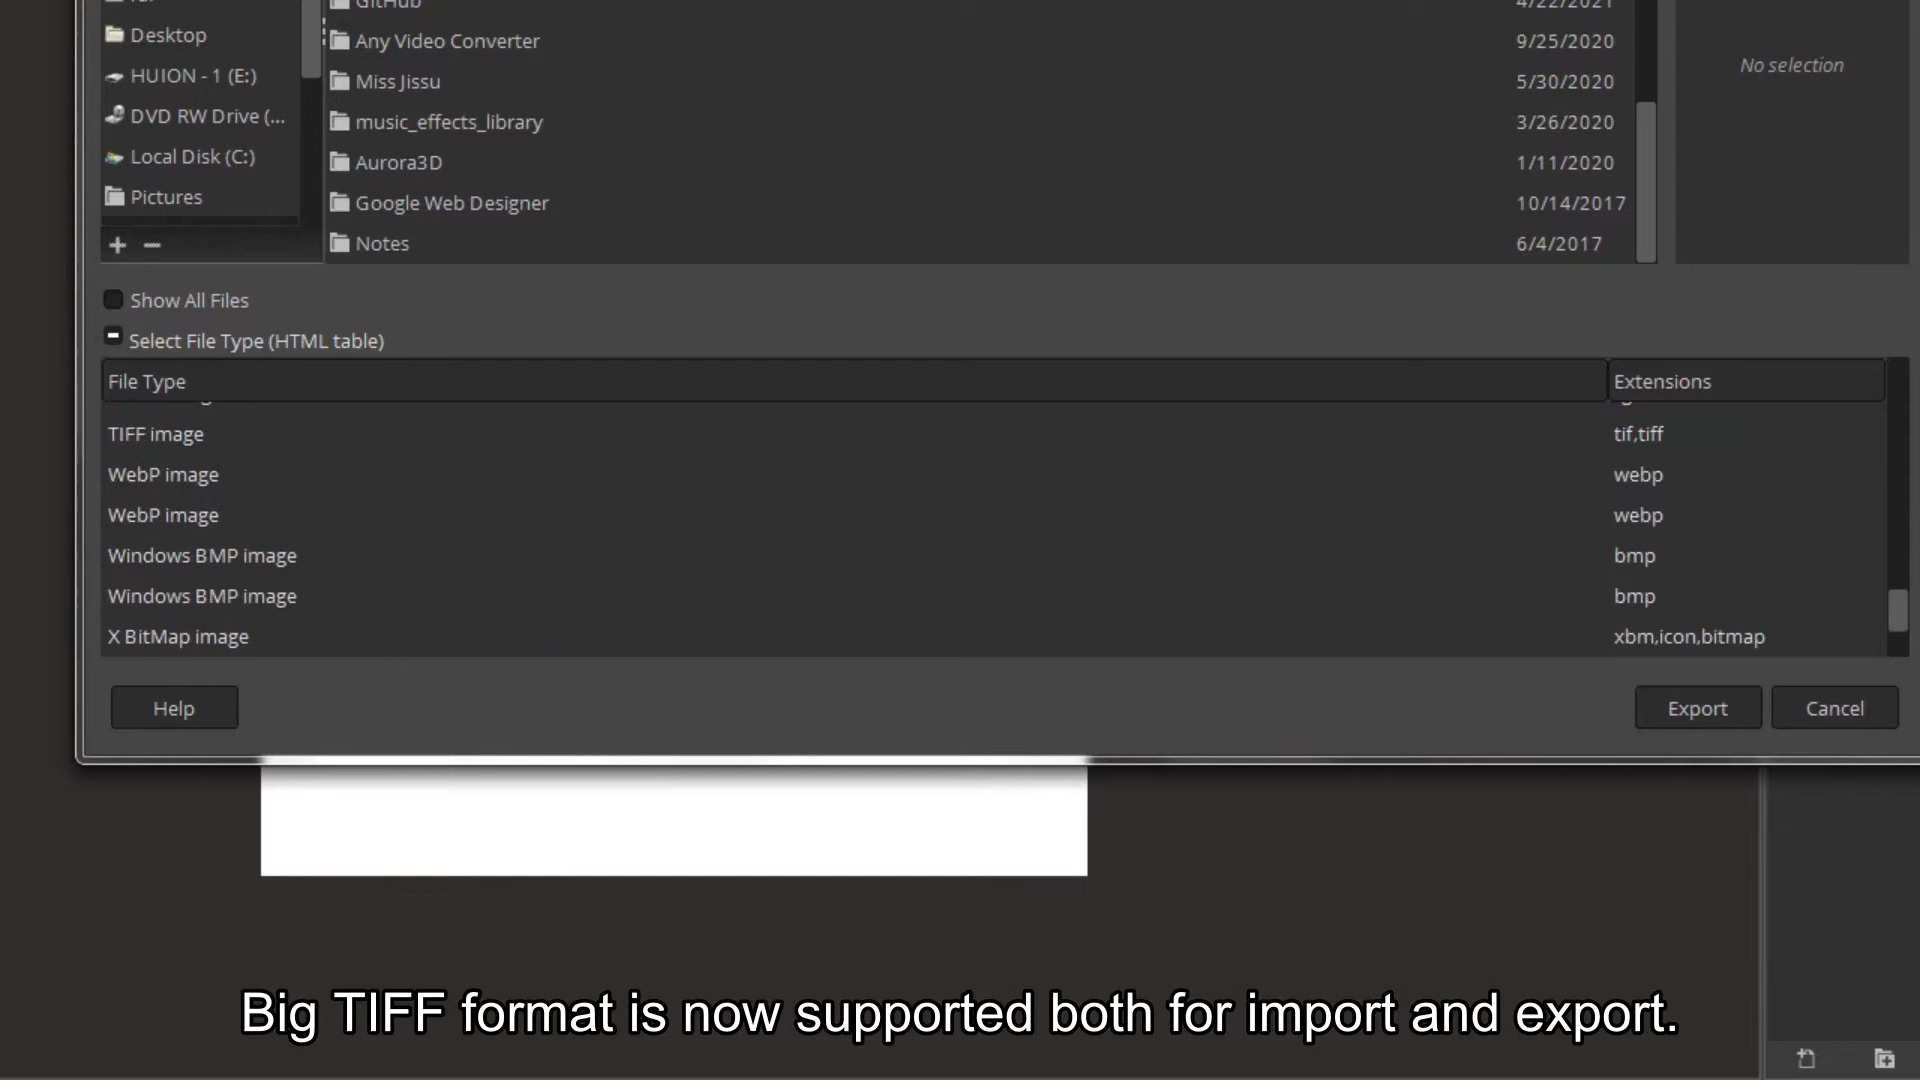 GitHub 4/22/2021
Desktop
Any Video Converter 9/25/2020
No selection
HUION - 1 (E:)
Miss Jissu 5/30/2020
DVD RW Drive (...
music_effects_library 3/26/2020
Local Disk (C:)
Aurora3D 1/11/2020
Pictures
Google Web Designer 10/14/2017
Notes 6/4/2017
Show All Files
Select File Type (HTML table)
File Type Extensions
TIFF image tif,tiff
WebP image webp
WebP image webp
Windows BMP image bmp
Windows BMP image bmp
X BitMap image xbm,icon,bitmap
Help Export Cancel
Big TIFF format is now supported both for import and export.